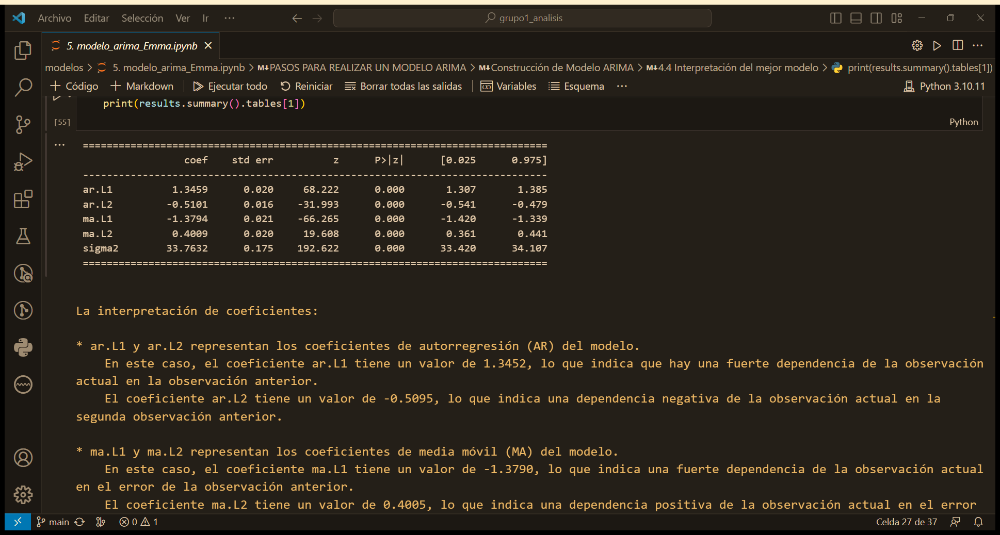 Archivo Editar Selección Ver Ir ··· grupo1_analisis
5. modelo_arima_Emma.ipynb
modelos > 5. modelo_arima_Emma.ipynb > M↓PASOS PARA REALIZAR UN MODELO ARIMA > M↓Construcción de Modelo ARIMA > M↓4.4 Interpretación del mejor modelo > print(results.summary().tables[1])
+ Código + Markdown | Ejecutar todo Reiniciar Borrar todas las salidas | Variables Esquema ··· Python 3.10.11
print(results.summary().tables[1])
[55] Python
==============================================================================
coef std err z P>|z| [0.025 0.975]
------------------------------------------------------------------------------
ar.L1 1.3459 0.020 68.222 0.000 1.307 1.385
ar.L2 -0.5101 0.016 -31.993 0.000 -0.541 -0.479
ma.L1 -1.3794 0.021 -66.265 0.000 -1.420 -1.339
ma.L2 0.4009 0.020 19.608 0.000 0.361 0.441
sigma2 33.7632 0.175 192.622 0.000 33.420 34.107
==============================================================================
La interpretación de coeficientes:
* ar.L1 y ar.L2 representan los coeficientes de autorregresión (AR) del modelo.
En este caso, el coeficiente ar.L1 tiene un valor de 1.3452, lo que indica que hay una fuerte dependencia de la observación
actual en la observación anterior.
El coeficiente ar.L2 tiene un valor de -0.5095, lo que indica una dependencia negativa de la observación actual en la
segunda observación anterior.
* ma.L1 y ma.L2 representan los coeficientes de media móvil (MA) del modelo.
En este caso, el coeficiente ma.L1 tiene un valor de -1.3790, lo que indica una fuerte dependencia de la observación actual
en el error de la observación anterior.
El coeficiente ma.L2 tiene un valor de 0.4005, lo que indica una dependencia positiva de la observación actual en el error
main 0 1 Celda 27 de 37